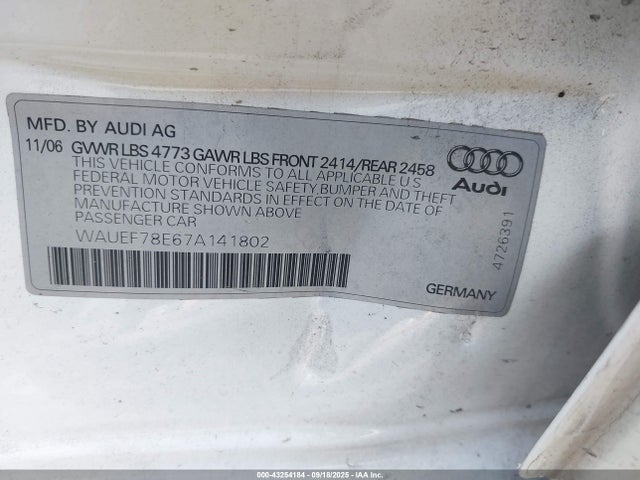 MFD. BY AUDI AG
11/06 GVWR LBS 4773 GAWR LBS FRONT 2414/REAR 2458
THIS VEHICLE CONFORMS TO ALL APPLICABLE U S
FEDERAL MOTOR VEHICLE SAFETY,BUMPER AND THEFT
PREVENTION STANDARDS IN EFFECT ON THE DATE OF
MANUFACTURE SHOWN ABOVE
PASSENGER CAR
WAUEF78E67A141802
Audi
4726391
GERMANY
000-43254184 | 09/18/2025 | IAAI.COM